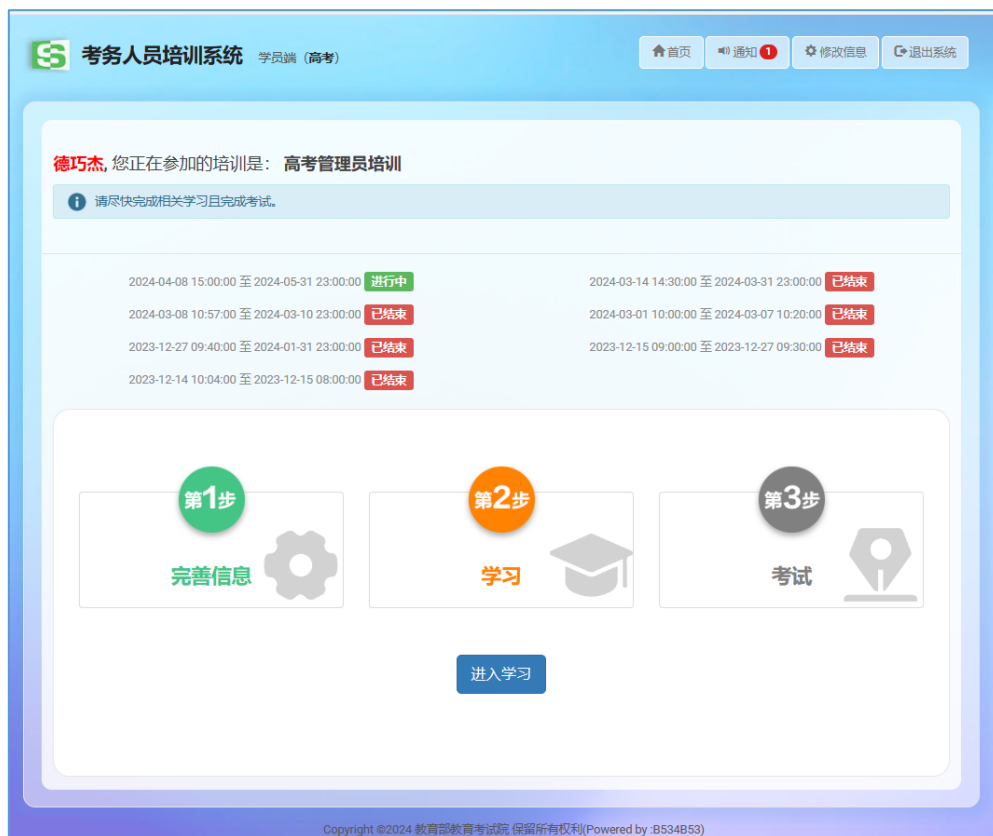 考务人员培训系统 学员端 (高考) 首页 通知 1 修改信息 退出系统
德巧杰, 您正在参加的培训是： 高考管理员培训
请尽快完成相关学习且完成考试。
2024-04-08 15:00:00 至 2024-05-31 23:00:00 进行中 2024-03-14 14:30:00 至 2024-03-31 23:00:00 已结束
2024-03-08 10:57:00 至 2024-03-10 23:00:00 已结束 2024-03-01 10:00:00 至 2024-03-07 10:20:00 已结束
2023-12-27 09:40:00 至 2024-01-31 23:00:00 已结束 2023-12-15 09:00:00 至 2023-12-27 09:30:00 已结束
2023-12-14 10:04:00 至 2023-12-15 08:00:00 已结束
第1步 第2步 第3步
完善信息 学习 考试
进入学习
Copyright ©2024 教育部教育考试院 保留所有权利(Powered by :B534B53)